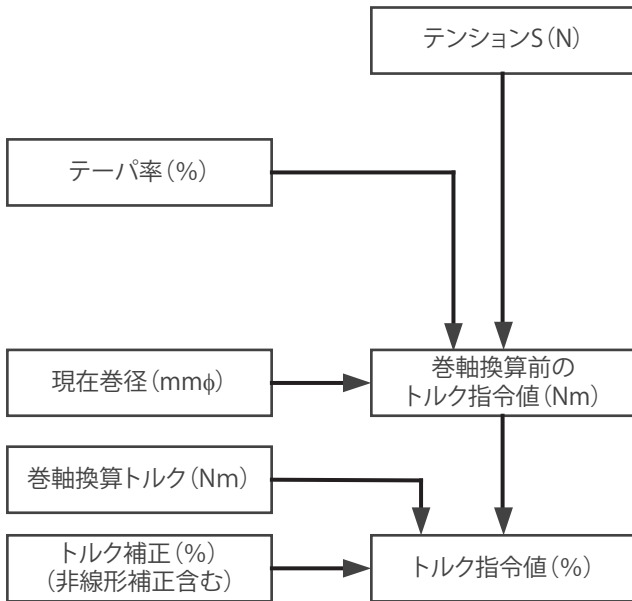 テンションS(N)
テーパ率(%)
現在巻径(mmφ)
巻軸換算前の
トルク指令値(Nm)
巻軸換算トルク(Nm)
トルク補正(%)
(非線形補正含む)
トルク指令値(%)